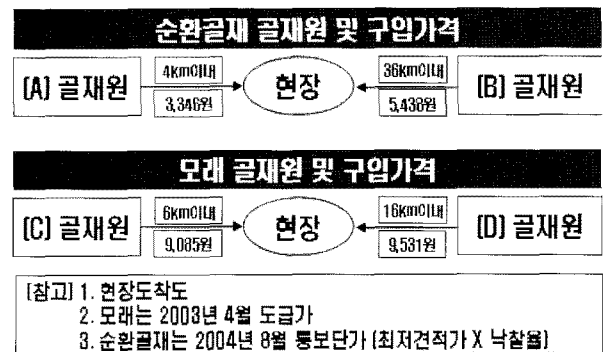 순환골재 골재원 및 구입가격
(A) 골재원
4km이내
3,346원
현장
36km이내
5,438원
(B) 골재원
모래 골재원 및 구입가격
(C) 골재원
6km이내
9,085원
현장
16km이내
9,531원
(D) 골재원
[참고] 1. 현장도착도
2. 모래는 2003년 4월 도급가
3. 순환골재는 2004년 8월 통보단가 (최저견적가 X 낙찰율)